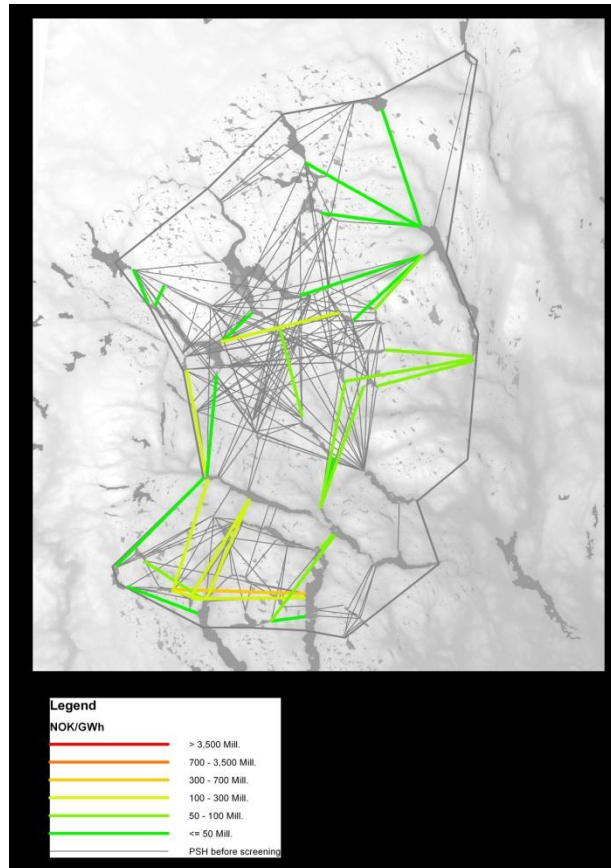 Legend
NOK/GWh
> 3,500 Mill.
700 - 3,500 Mill.
300 - 700 Mill.
100 - 300 Mill.
50 - 100 Mill.
<= 50 Mill.
PSH before screening